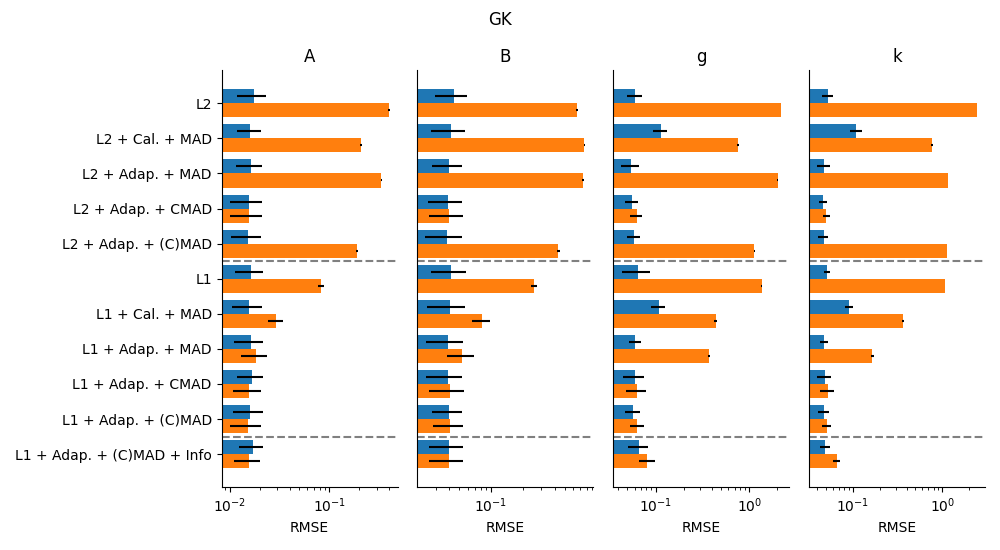 GK
A B g k
L2
L2 + Cal. + MAD
L2 + Adap. + MAD
L2 + Adap. + CMAD
L2 + Adap. + (C)MAD
L1
L1 + Cal. + MAD
L1 + Adap. + MAD
L1 + Adap. + CMAD
L1 + Adap. + (C)MAD
L1 + Adap. + (C)MAD + Info
10⁻² 10⁻¹ 10⁻¹ 10⁻¹ 10⁰ 10⁻¹ 10⁰
RMSE RMSE RMSE RMSE